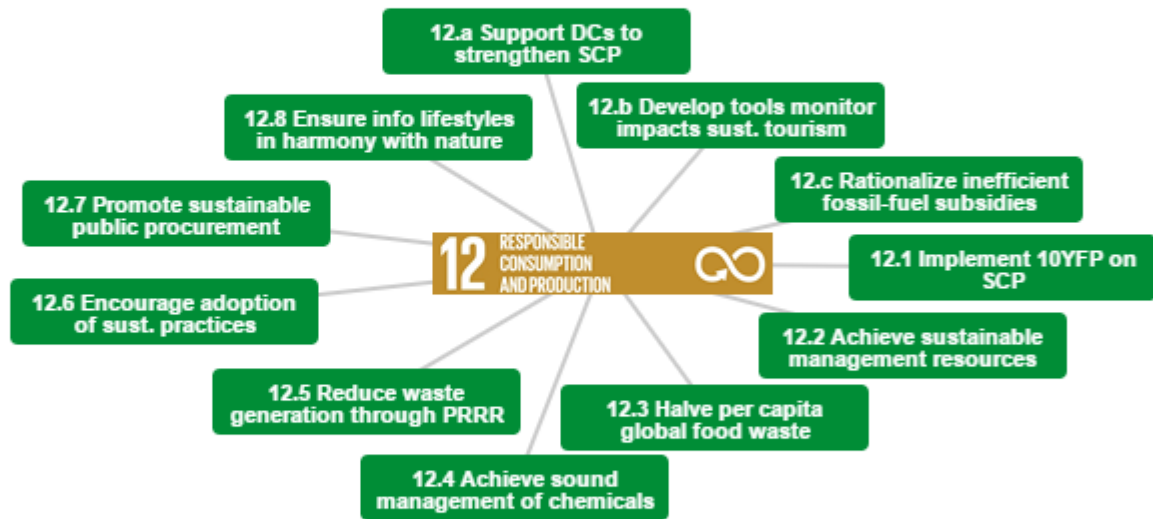 12.a Support DCs to
strengthen SCP
12.b Develop tools monitor
impacts sust. tourism
12.8 Ensure info lifestyles
in harmony with nature
12.c Rationalize inefficient
fossil-fuel subsidies
12.7 Promote sustainable
public procurement
12 RESPONSIBLE
CONSUMPTION
AND PRODUCTION
12.1 Implement 10YFP on
SCP
12.6 Encourage adoption
of sust. practices
12.2 Achieve sustainable
management resources
12.5 Reduce waste
generation through PRRR
12.3 Halve per capita
global food waste
12.4 Achieve sound
management of chemicals